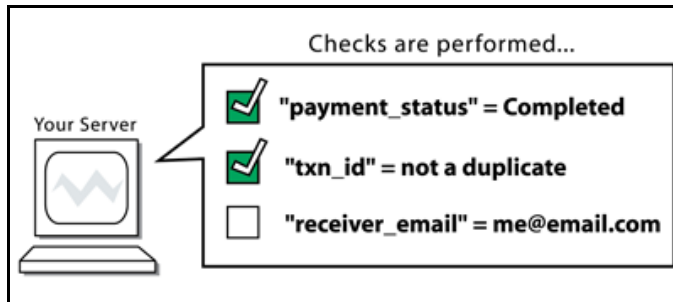 Checks are performed...
Your Server
"payment_status" = Completed
"txn_id" = not a duplicate
"receiver_email" = me@email.com